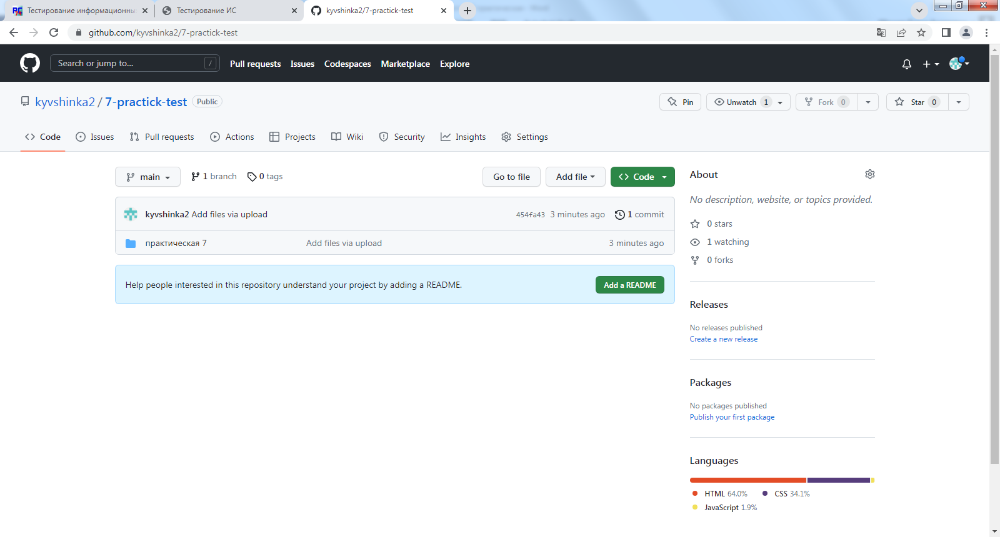 Тестирование информационны
Тестирование ИС
kyvshinka2/7-practick-test
github.com/kyvshinka2/7-practick-test
Search or jump to...
/
Pull requests
Issues
Codespaces
Marketplace
Explore
kyvshinka2 / 7-practick-test
Public
Pin
Unwatch 1
Fork 0
Star 0
Code
Issues
Pull requests
Actions
Projects
Wiki
Security
Insights
Settings
main
1 branch
0 tags
Go to file
Add file
Code
kyvshinka2 Add files via upload
454fa43 3 minutes ago
1 commit
практическая 7
Add files via upload
3 minutes ago
Help people interested in this repository understand your project by adding a README.
Add a README
About
No description, website, or topics provided.
0 stars
1 watching
0 forks
Releases
No releases published
Create a new release
Packages
No packages published
Publish your first package
Languages
HTML 64.0%
CSS 34.1%
JavaScript 1.9%